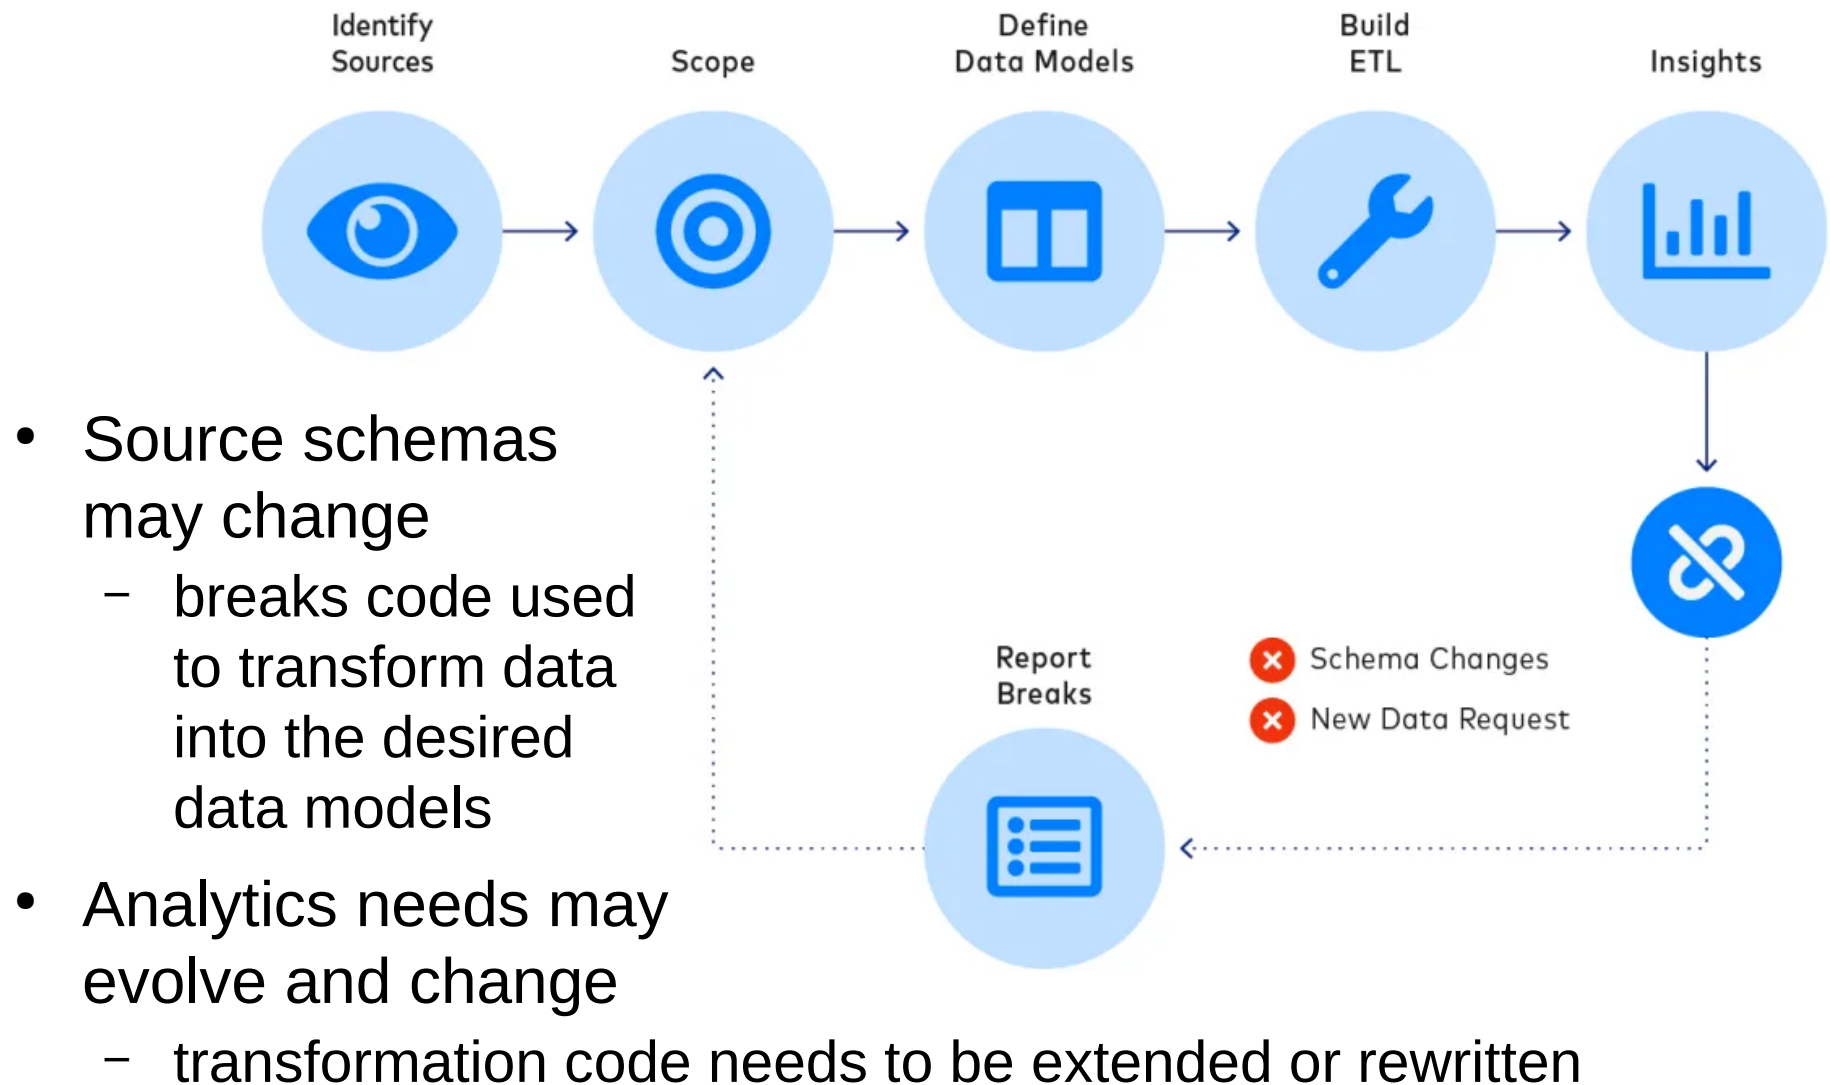 Identify
Sources
Scope
Define
Data Models
Build
ETL
Insights
• Source schemas
may change
– breaks code used
to transform data
into the desired
data models
Report
Breaks
Schema Changes
New Data Request
• Analytics needs may
evolve and change
– transformation code needs to be extended or rewritten